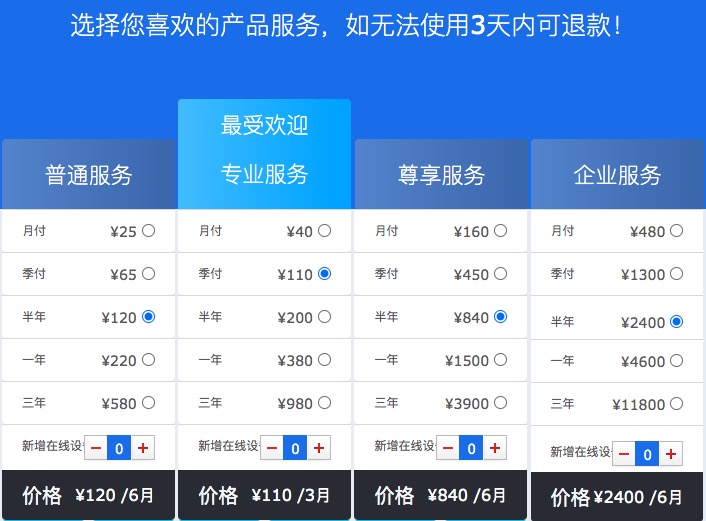 选择您喜欢的产品服务，如无法使用3天内可退款！
普通服务
月付 ¥25
季付 ¥65
半年 ¥120
一年 ¥220
三年 ¥580
新增在线设 0
价格 ¥120 /6月
最受欢迎
专业服务
月付 ¥40
季付 ¥110
半年 ¥200
一年 ¥380
三年 ¥980
新增在线设 0
价格 ¥110 /3月
尊享服务
月付 ¥160
季付 ¥450
半年 ¥840
一年 ¥1500
三年 ¥3900
新增在线设 0
价格 ¥840 /6月
企业服务
月付 ¥480
季付 ¥1300
半年 ¥2400
一年 ¥4600
三年 ¥11800
新增在线设 0
价格 ¥2400 /6月